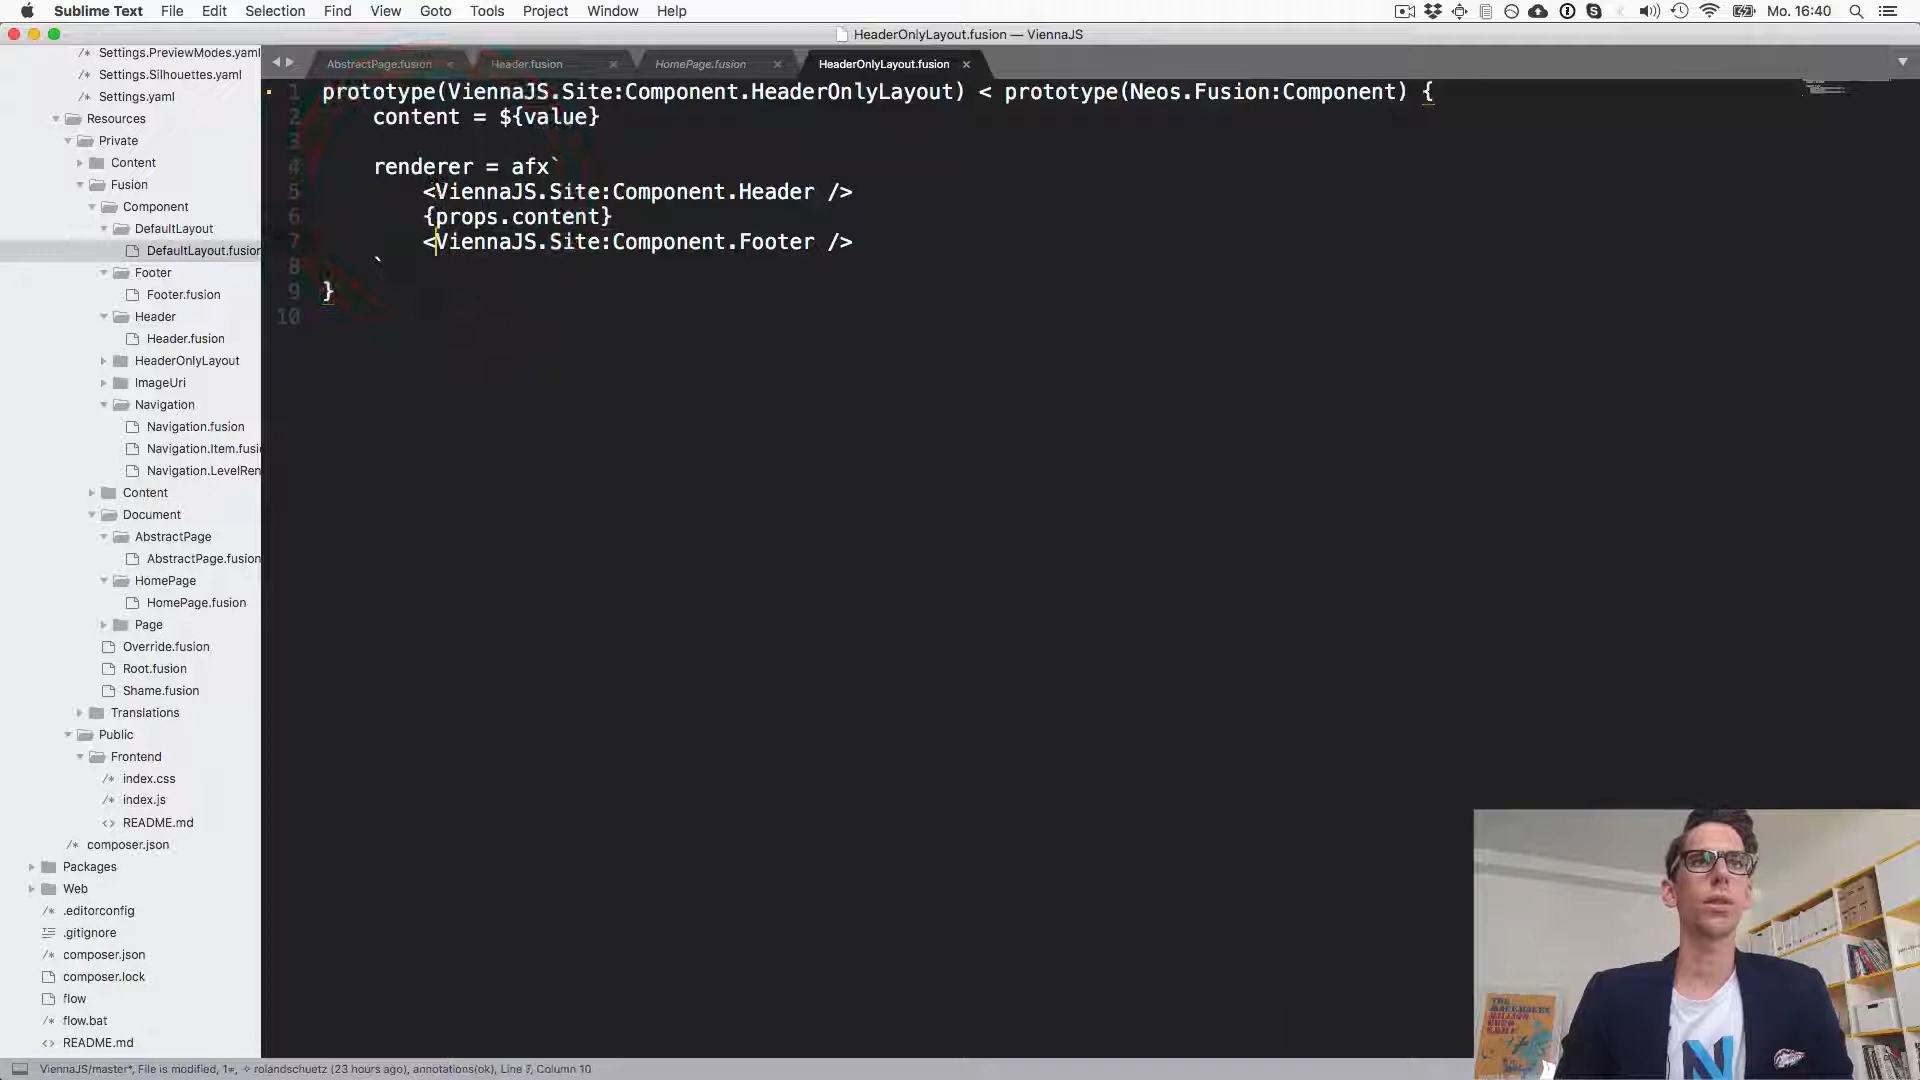 Sublime Text File Edit Selection Find View Goto Tools Project Window Help Mo. 16:40
HeaderOnlyLayout.fusion — ViennaJS
AbstractPage.fusion Header.fusion HomePage.fusion HeaderOnlyLayout.fusion
Settings.PreviewModes.yaml
Settings.Silhouettes.yaml
Settings.yaml
Resources
Private
Content
Fusion
Component
DefaultLayout
DefaultLayout.fusion
Footer
Footer.fusion
Header
Header.fusion
HeaderOnlyLayout
ImageUri
Navigation
Navigation.fusion
Navigation.Item.fusi
Navigation.LevelRen
Content
Document
AbstractPage
AbstractPage.fusion
HomePage
HomePage.fusion
Page
Override.fusion
Root.fusion
Shame.fusion
Translations
Public
Frontend
index.css
index.js
README.md
composer.json
Packages
Web
.editorconfig
.gitignore
composer.json
composer.lock
flow
flow.bat
README.md
1 prototype(ViennaJS.Site:Component.HeaderOnlyLayout) < prototype(Neos.Fusion:Component) {
2 content = ${value}
3
4 renderer = afx`
5 <ViennaJS.Site:Component.Header />
6 {props.content}
7 <ViennaJS.Site:Component.Footer />
8 `
9 }
10
ViennaJS/master*, File is modified, 1≠, ✧ rolandschuetz (23 hours ago), annotations(ok), Line 7, Column 10